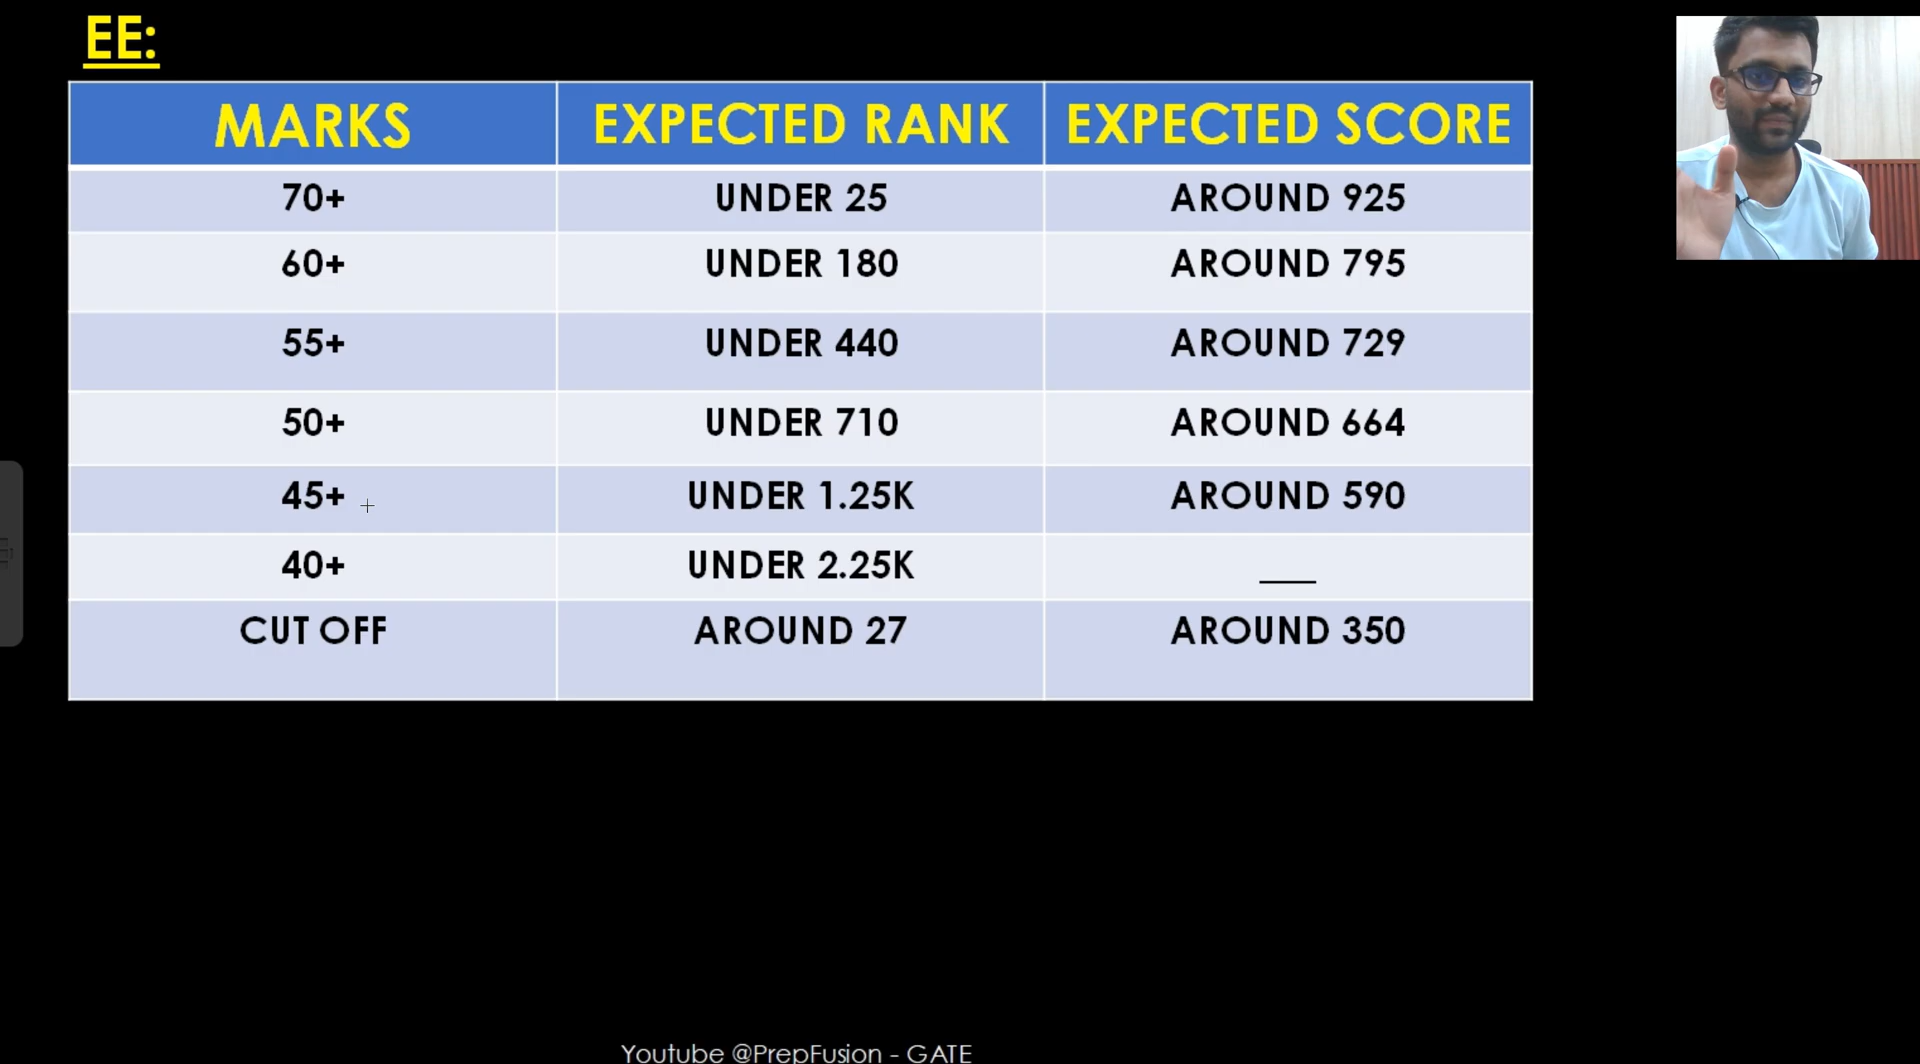 EE:
MARKS EXPECTED RANK EXPECTED SCORE
70+ UNDER 25 AROUND 925
60+ UNDER 180 AROUND 795
55+ UNDER 440 AROUND 729
50+ UNDER 710 AROUND 664
45+ UNDER 1.25K AROUND 590
40+ UNDER 2.25K ___
CUT OFF AROUND 27 AROUND 350
Youtube @PrepFusion - GATE